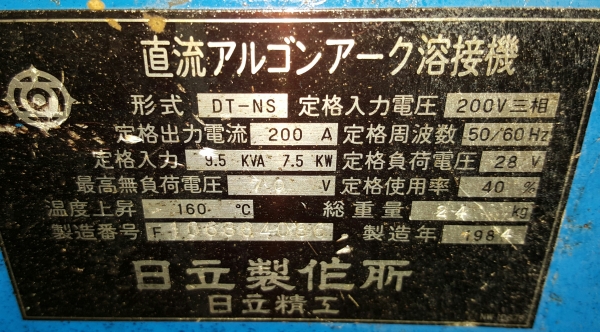 直流アルゴンアーク溶接機
形式 DT-NS 定格入力電圧 200V三相
定格出力電流 200 A 定格周波数 50/60Hz
定格入力 9.5 KVA 7.5 KW 定格負荷電圧 28 V
最高無負荷電圧 V 定格使用率 40 %
温度上昇 160 ℃ 総重量 24 kg
製造番号 製造年 1984
日立製作所
日立精工